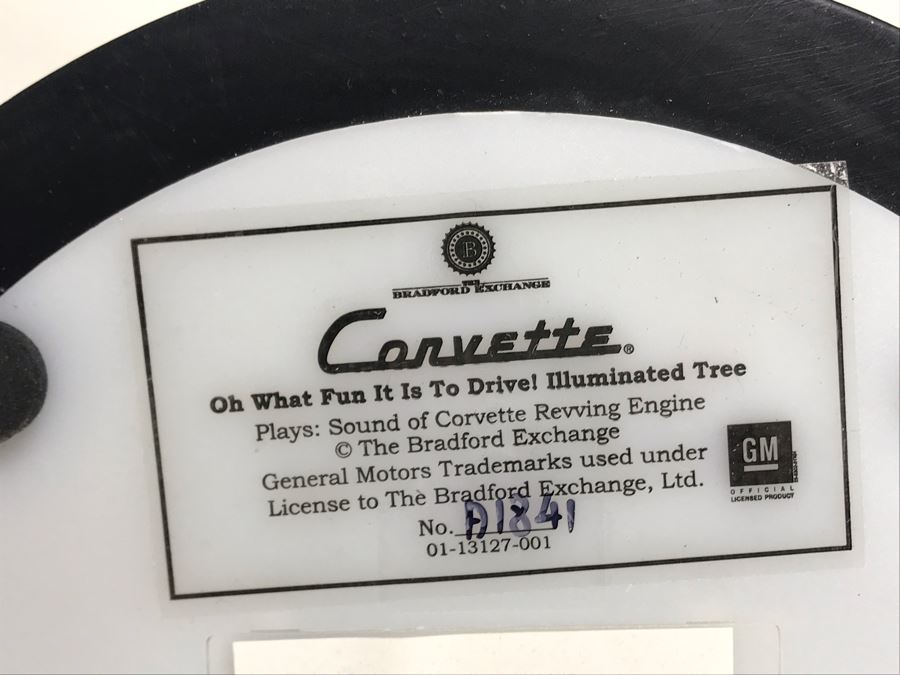 B
THE
BRADFORD EXCHANGE
Corvette®
Oh What Fun It Is To Drive! Illuminated Tree
Plays: Sound of Corvette Revving Engine
© The Bradford Exchange
General Motors Trademarks used under
License to The Bradford Exchange, Ltd.
GM
OFFICIAL
LICENSED PRODUCT
No. A1841
01-13127-001